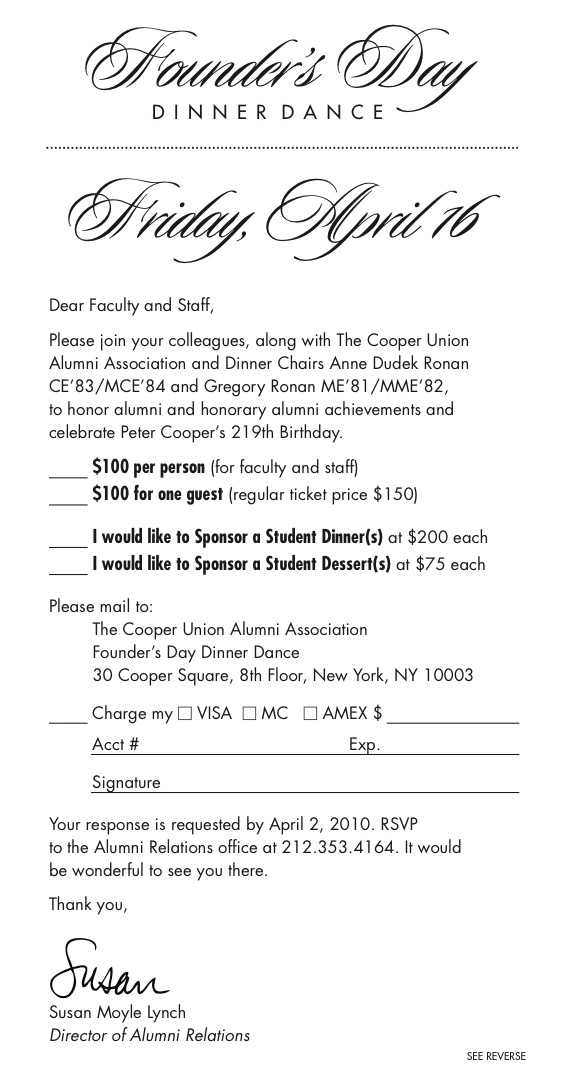 Founder's Day
DINNER DANCE
Friday, April 16
Dear Faculty and Staff,
Please join your colleagues, along with The Cooper Union
Alumni Association and Dinner Chairs Anne Dudek Ronan
CE'83/MCE'84 and Gregory Ronan ME'81/MME'82,
to honor alumni and honorary alumni achievements and
celebrate Peter Cooper's 219th Birthday.
____ $100 per person (for faculty and staff)
____ $100 for one guest (regular ticket price $150)
____ I would like to Sponsor a Student Dinner(s) at $200 each
____ I would like to Sponsor a Student Dessert(s) at $75 each
Please mail to:
The Cooper Union Alumni Association
Founder's Day Dinner Dance
30 Cooper Square, 8th Floor, New York, NY 10003
____ Charge my □ VISA □ MC □ AMEX $ ____
Acct # Exp.
Signature
Your response is requested by April 2, 2010. RSVP
to the Alumni Relations office at 212.353.4164. It would
be wonderful to see you there.
Thank you,
Susan
Susan Moyle Lynch
Director of Alumni Relations
SEE REVERSE